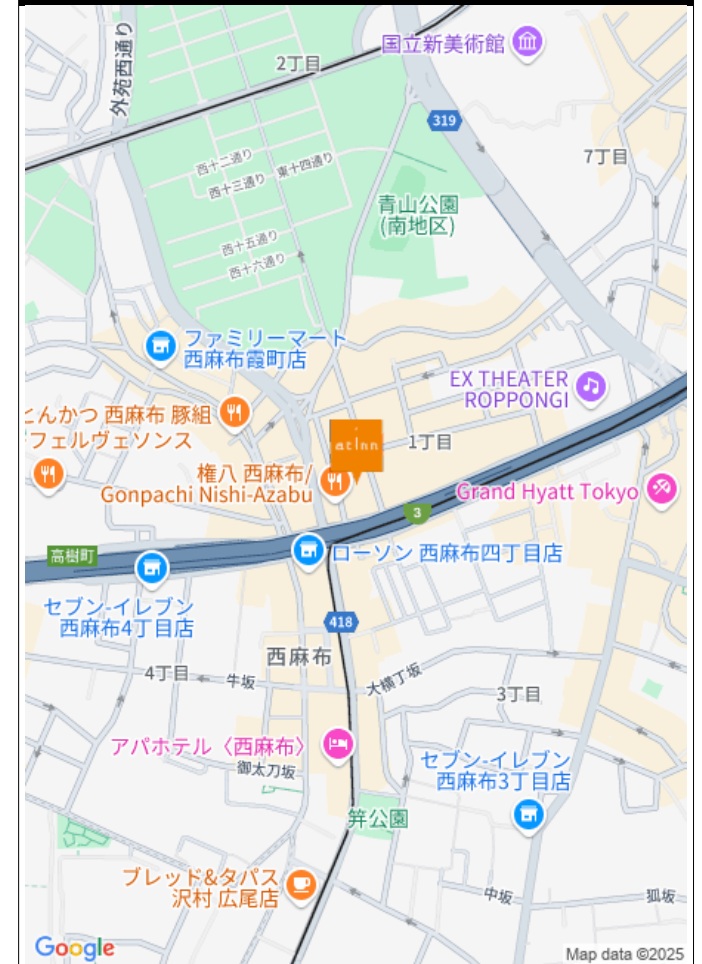 国立新美術館
外苑西通り
2丁目
319
7丁目
西十二通り
東十四通り
西十三通り
青山公園
(南地区)
西十五通り
西十六通り
ファミリーマート
西麻布霞町店
EX THEATER
ROPPONGI
とんかつ 西麻布 豚組
フェルヴェソンス
atInn
1丁目
権八 西麻布/
Gonpachi Nishi-Azabu
Grand Hyatt Tokyo
3
高樹町
ローソン 西麻布四丁目店
セブン-イレブン
西麻布4丁目店
418
西麻布
4丁目
牛坂
大横丁坂
3丁目
アパホテル〈西麻布〉
御太刀坂
セブン-イレブン
西麻布3丁目店
笄公園
ブレッド&タパス
沢村 広尾店
中坂
狐坂
Google
Map data ©2025